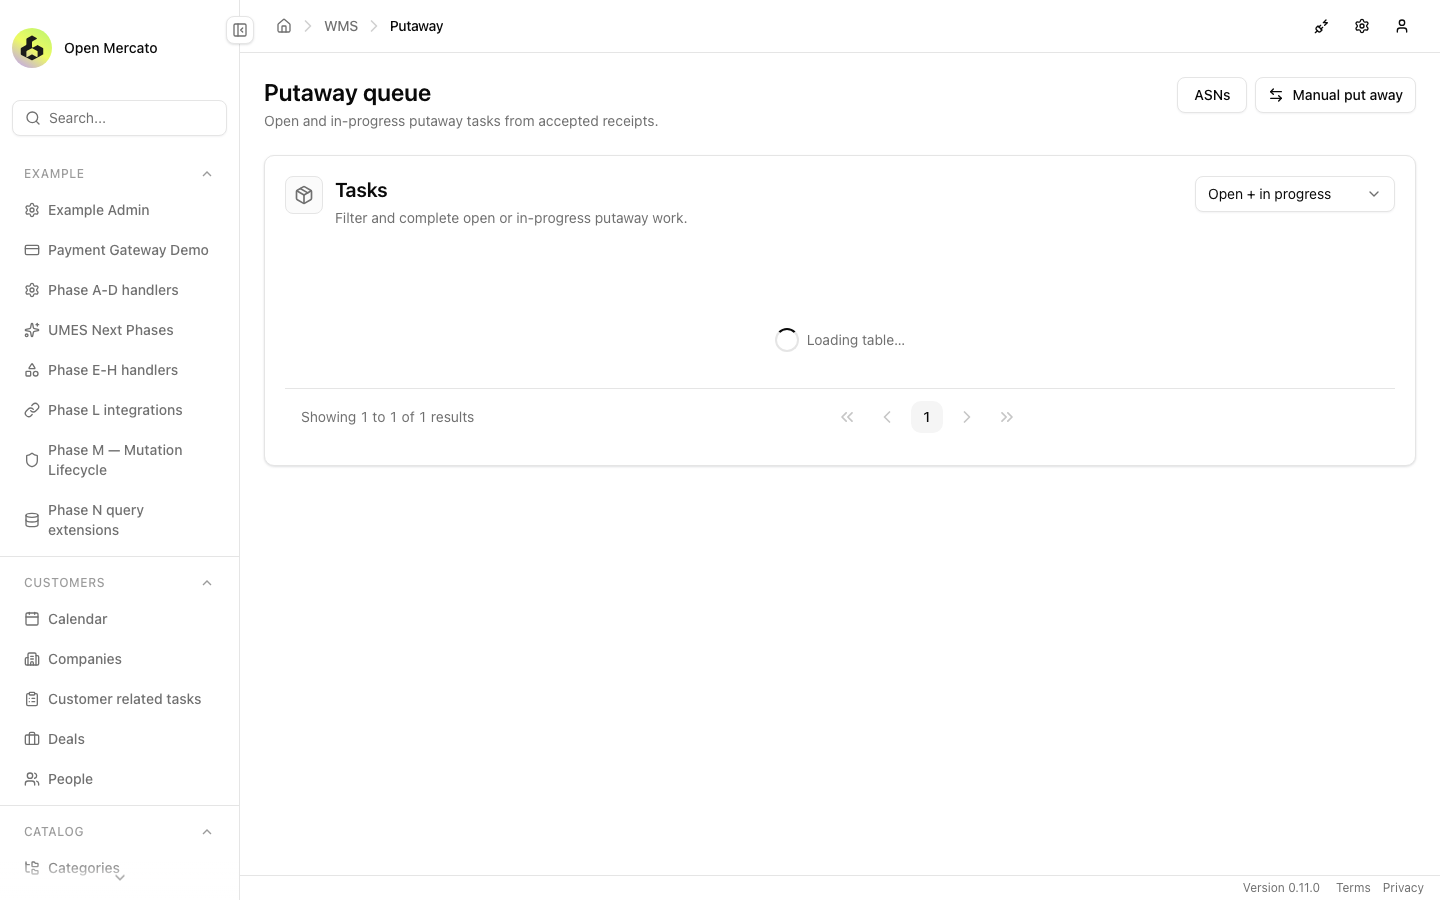 Open Mercato
Search...
EXAMPLE
Example Admin
Payment Gateway Demo
Phase A-D handlers
UMES Next Phases
Phase E-H handlers
Phase L integrations
Phase M — Mutation
Lifecycle
Phase N query
extensions
CUSTOMERS
Calendar
Companies
Customer related tasks
Deals
People
CATALOG
Categories
WMS
Putaway
Putaway queue
Open and in-progress putaway tasks from accepted receipts.
ASNs
Manual put away
Tasks
Filter and complete open or in-progress putaway work.
Open + in progress
Loading table...
Showing 1 to 1 of 1 results
1
Version 0.11.0
Terms
Privacy